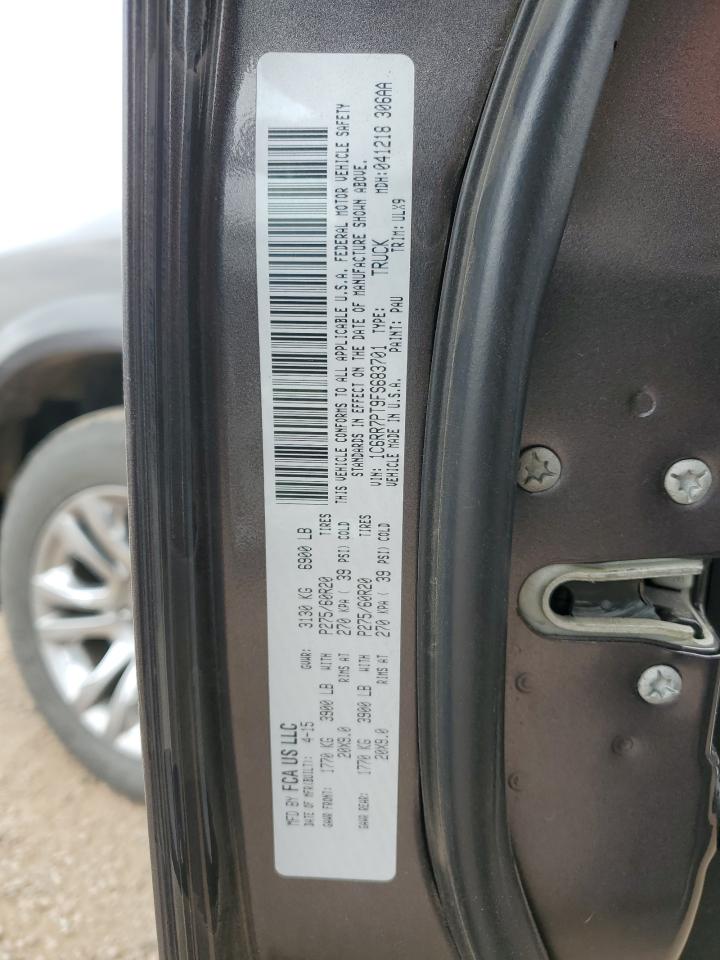 MFD BY FCA US LLC
DATE OF MFR(BUILT): 4-15 GVWR: 3130 KG 6900 LB
GAWR FRONT: 1770 KG 3900 LB WITH P275/60R20 TIRES
20X9.0 RIMS AT 270 KPA ( 39 PSI) COLD
GAWR REAR: 1770 KG 3900 LB WITH P275/60R20 TIRES
20X9.0 RIMS AT 270 KPA ( 39 PSI) COLD
THIS VEHICLE CONFORMS TO ALL APPLICABLE U.S.A. FEDERAL MOTOR VEHICLE SAFETY
STANDARDS IN EFFECT ON THE DATE OF MANUFACTURE SHOWN ABOVE.
VIN: 1C6RR7PT9FS683701 TYPE: TRUCK MDH:041218 306AA
VEHICLE MADE IN U.S.A. PAINT: PAU TRIM: ULX9